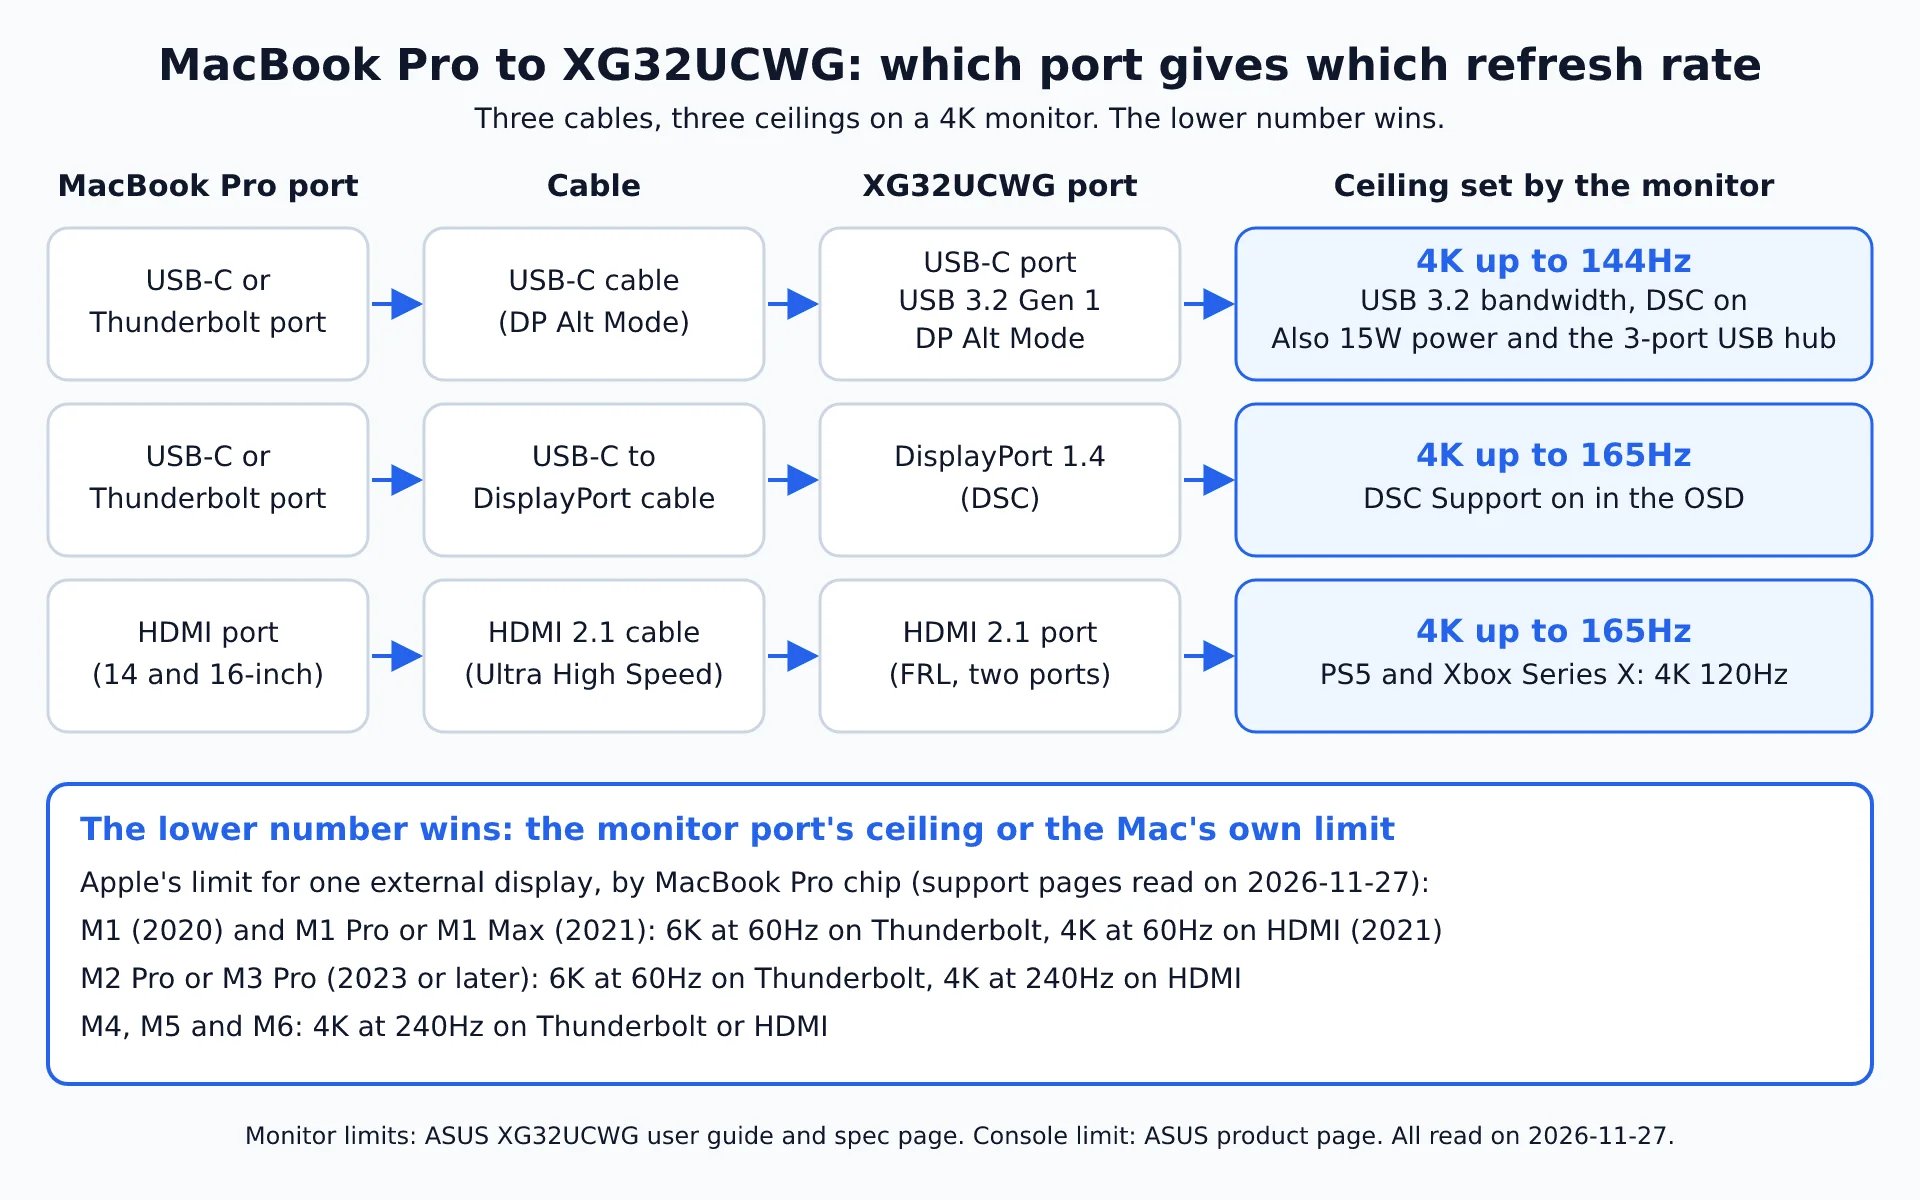 MacBook Pro to XG32UCWG: which port gives which refresh rate
Three cables, three ceilings on a 4K monitor. The lower number wins.
MacBook Pro port
Cable
XG32UCWG port
Ceiling set by the monitor
USB-C or
Thunderbolt port
USB-C cable
(DP Alt Mode)
USB-C port
USB 3.2 Gen 1
DP Alt Mode
4K up to 144Hz
USB 3.2 bandwidth, DSC on
Also 15W power and the 3-port USB hub
USB-C or
Thunderbolt port
USB-C to
DisplayPort cable
DisplayPort 1.4
(DSC)
4K up to 165Hz
DSC Support on in the OSD
HDMI port
(14 and 16-inch)
HDMI 2.1 cable
(Ultra High Speed)
HDMI 2.1 port
(FRL, two ports)
4K up to 165Hz
PS5 and Xbox Series X: 4K 120Hz
The lower number wins: the monitor port's ceiling or the Mac's own limit
Apple's limit for one external display, by MacBook Pro chip (support pages read on 2026-11-27):
M1 (2020) and M1 Pro or M1 Max (2021): 6K at 60Hz on Thunderbolt, 4K at 60Hz on HDMI (2021)
M2 Pro or M3 Pro (2023 or later): 6K at 60Hz on Thunderbolt, 4K at 240Hz on HDMI
M4, M5 and M6: 4K at 240Hz on Thunderbolt or HDMI
Monitor limits: ASUS XG32UCWG user guide and spec page. Console limit: ASUS product page. All read on 2026-11-27.